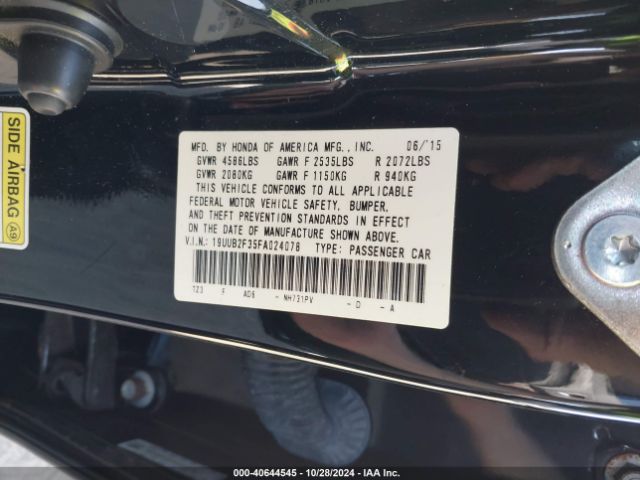 SIDE AIRBAG A9
MFD. BY HONDA OF AMERICA MFG., INC. 06/'15
GVWR 4586LBS GAWR F 2535LBS R 2072LBS
GVWR 2080KG GAWR F 1150KG R 940KG
THIS VEHICLE CONFORMS TO ALL APPLICABLE
FEDERAL MOTOR VEHICLE SAFETY, BUMPER,
AND THEFT PREVENTION STANDARDS IN EFFECT
ON THE DATE OF MANUFACTURE SHOWN ABOVE.
V.I.N.: 19UUB2F35FA024078 TYPE: PASSENGER CAR
TZ3 F AD6 - NH731PV - D - A
000-40644545 - 10/28/2024 - IAA Inc.